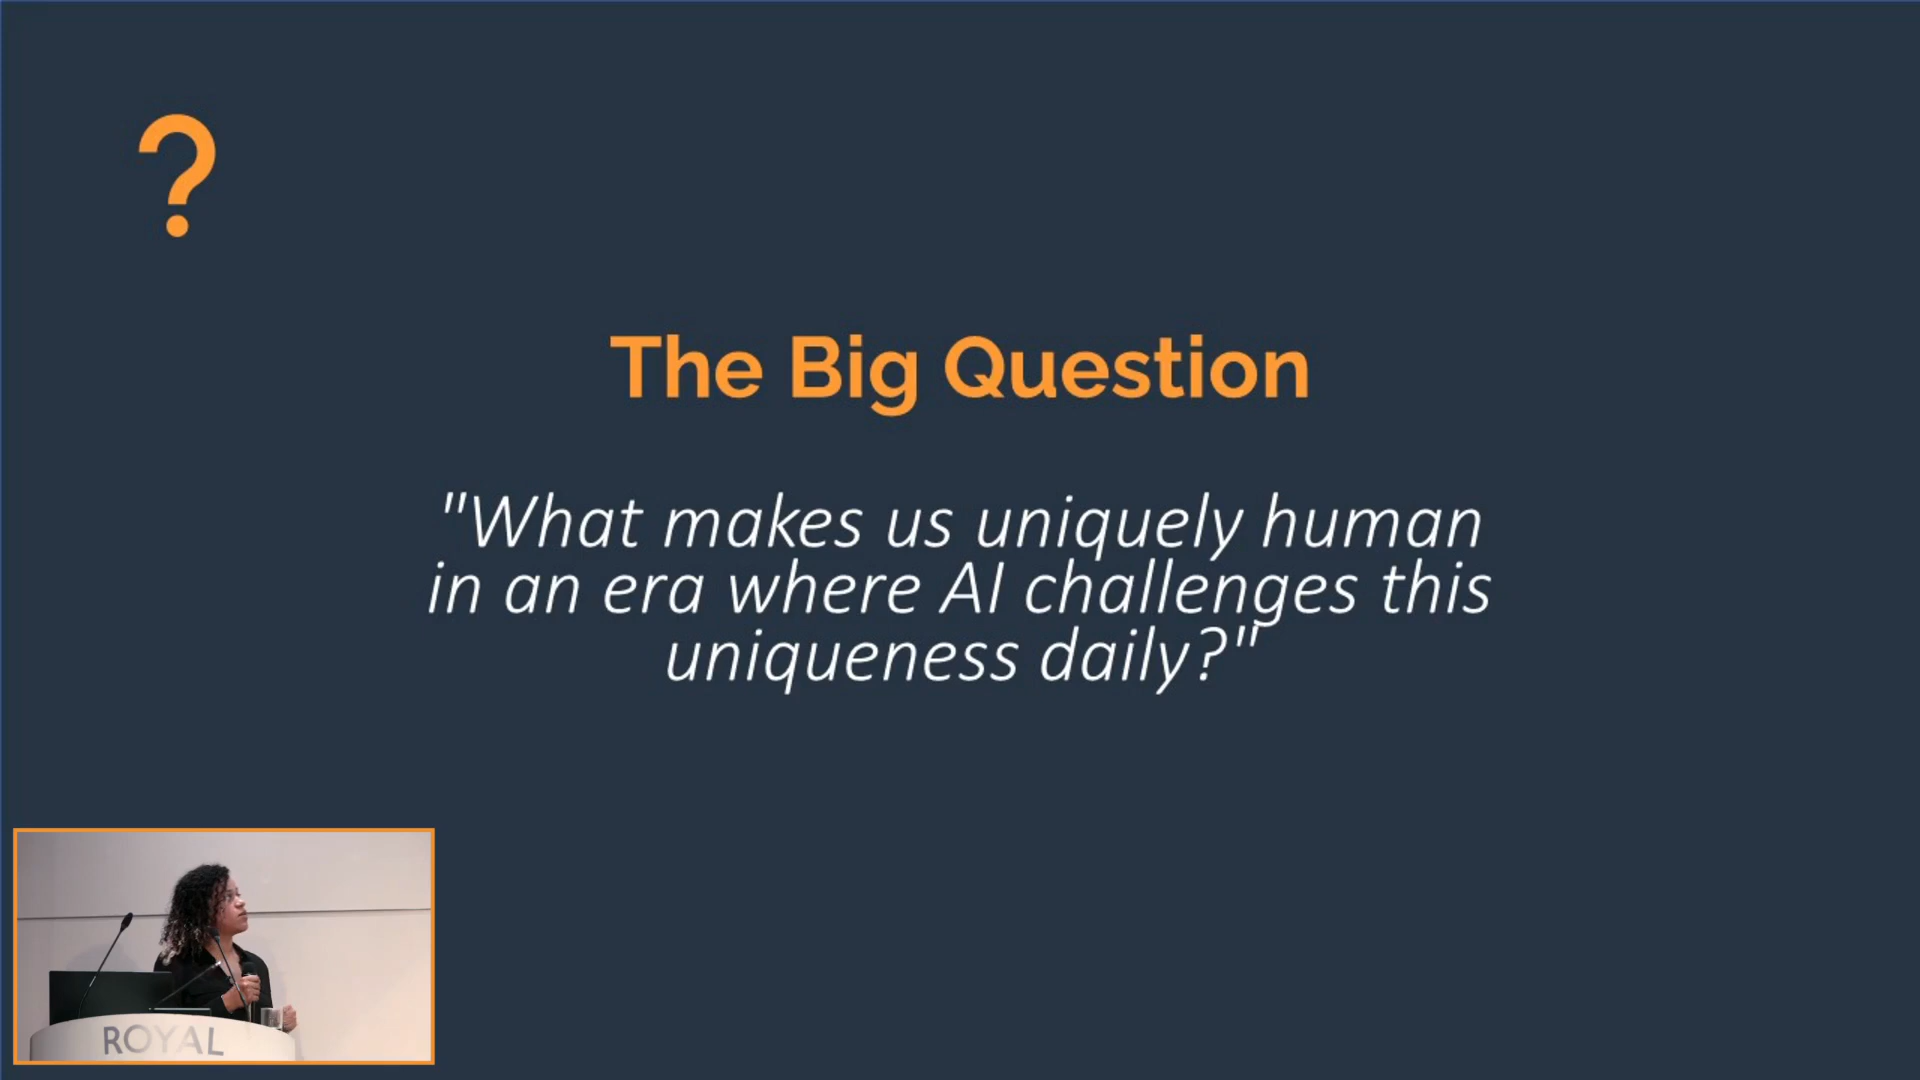 ?
The Big Question
"What makes us uniquely human
in an era where AI challenges this
uniqueness daily?"
ROYAL